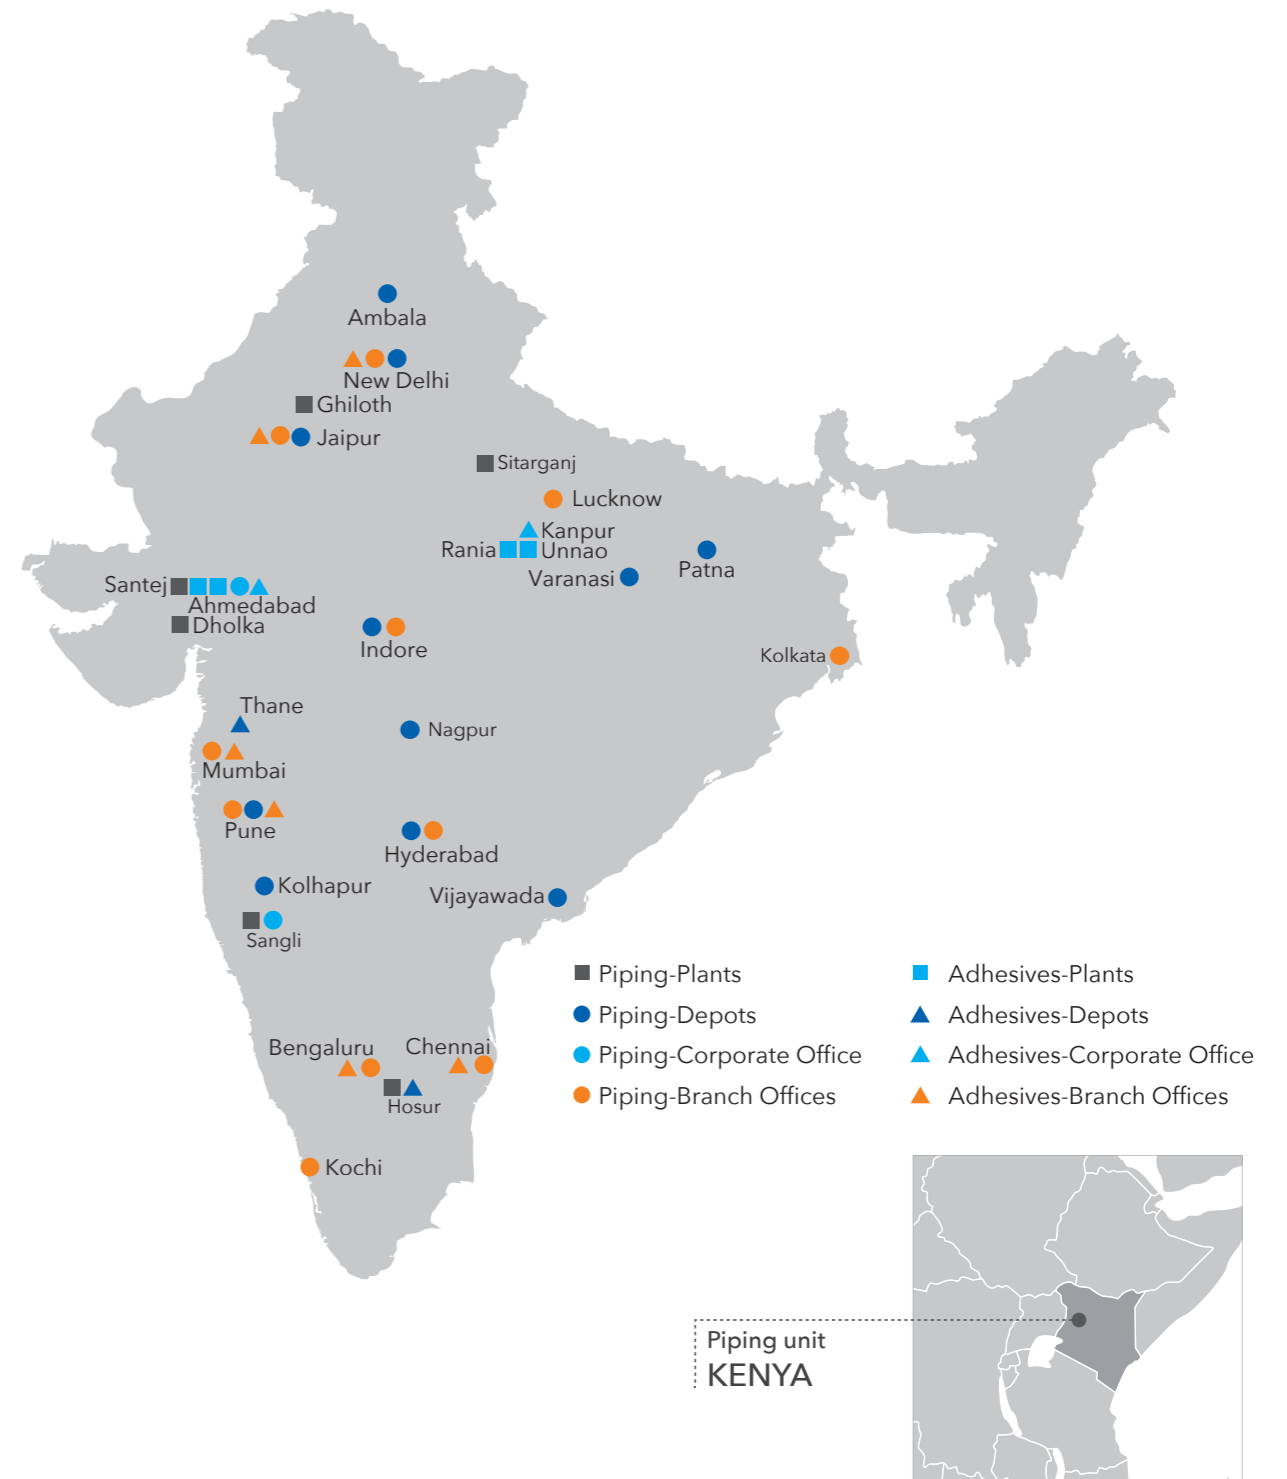 Ambala
New Delhi
Ghiloth
Jaipur
Sitarganj
Lucknow
Kanpur
Rania
Unnao
Patna
Varanasi
Santej
Ahmedabad
Dholka
Indore
Kolkata
Thane
Nagpur
Mumbai
Pune
Hyderabad
Kolhapur
Vijayawada
Sangli
Piping-Plants
Piping-Depots
Piping-Corporate Office
Piping-Branch Offices
Adhesives-Plants
Adhesives-Depots
Adhesives-Corporate Office
Adhesives-Branch Offices
Bengaluru
Chennai
Hosur
Kochi
Piping unit
KENYA